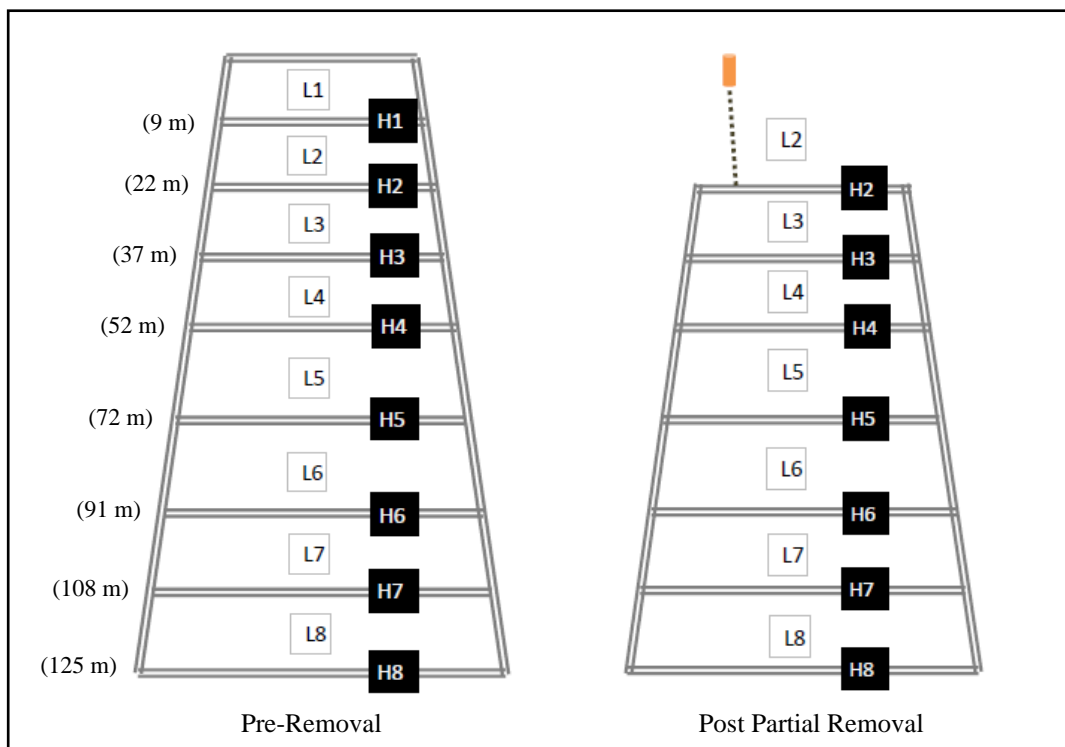 L1
(9 m) H1
L2
(22 m) H2
L3
(37 m) H3
L4
(52 m) H4
L5
(72 m) H5
L6
(91 m) H6
L7
(108 m) H7
L8
(125 m) H8
Pre-Removal
L2
H2
L3
H3
L4
H4
L5
H5
L6
H6
L7
H7
L8
H8
Post Partial Removal